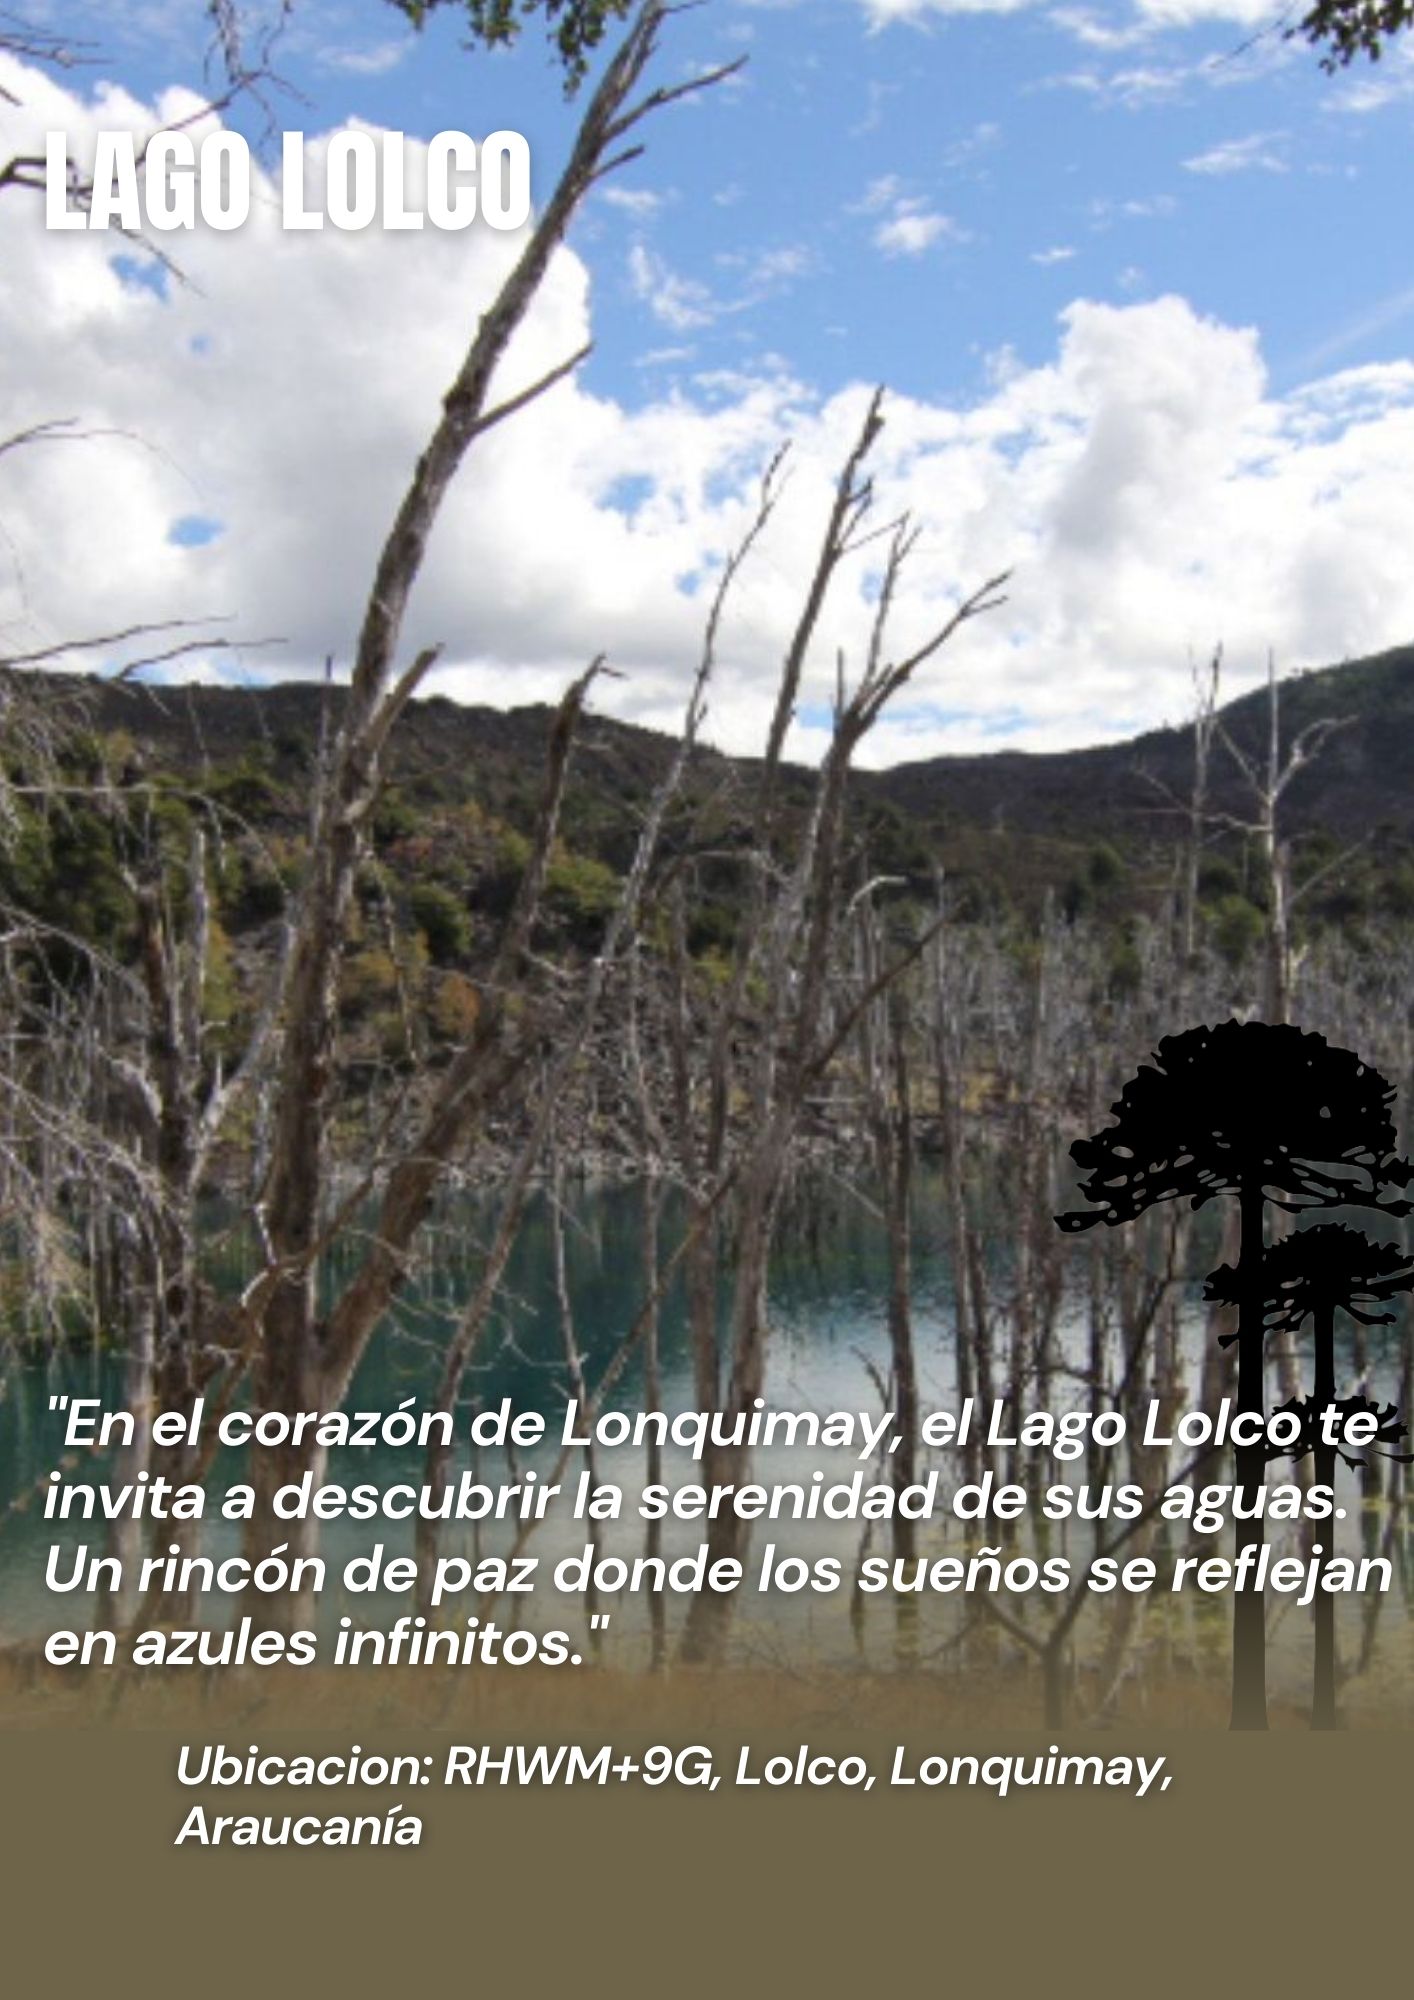 LAGO LOLCO
"En el corazón de Lonquimay, el Lago Lolco te
invita a descubrir la serenidad de sus aguas.
Un rincón de paz donde los sueños se reflejan
en azules infinitos."
Ubicacion: RHWM+9G, Lolco, Lonquimay,
Araucanía